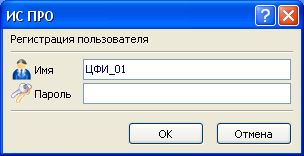 ИС ПРО
Регистрация пользователя
Имя ЦФИ_01
Пароль
OK Отмена